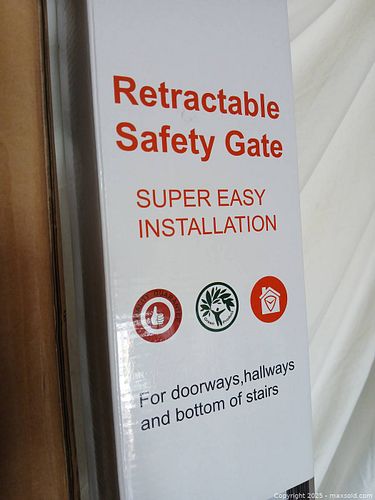 Retractable
Safety Gate
SUPER EASY
INSTALLATION
For doorways,hallways
and bottom of stairs
Copyright 2025 - maxsold.com